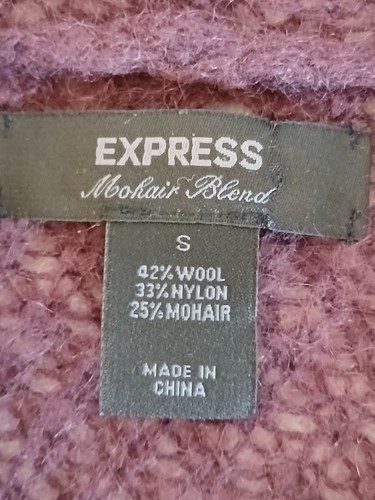 EXPRESS
Mohair Blend
S
42% WOOL
33% NYLON
25% MOHAIR
MADE IN
CHINA